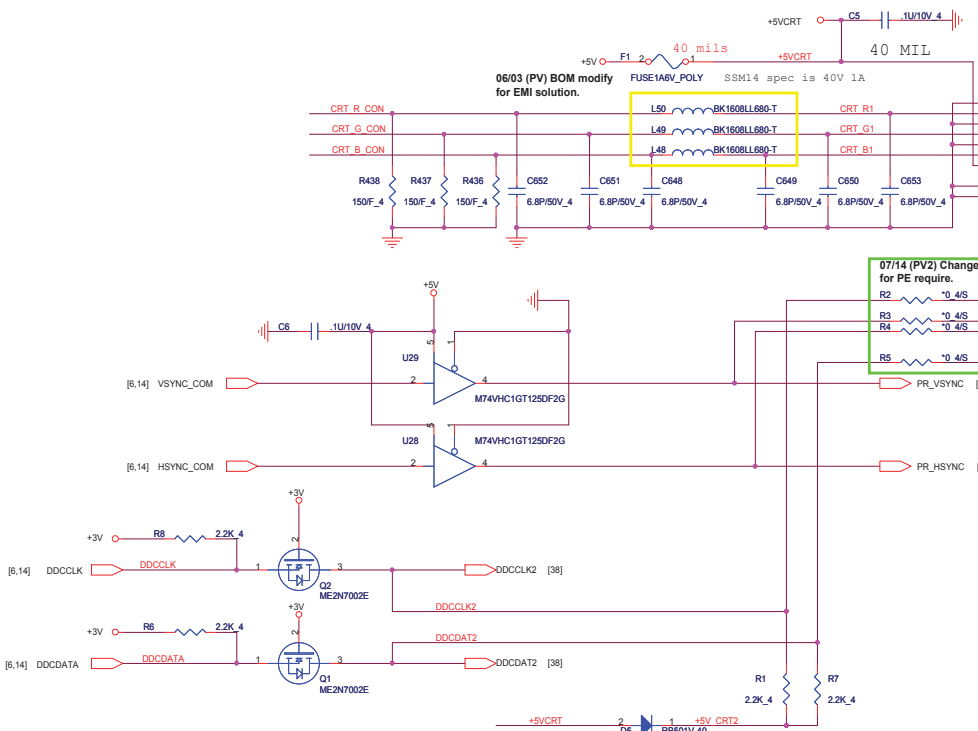 +5VCRT C5 .1U/10V_4
40 mils 40 MIL
+5V F1 2 1 +5VCRT
06/03 (PV) BOM modify FUSE1A6V_POLY SSM14 spec is 40V 1A
for EMI solution.
CRT_R_CON L50 BK1608LL680-T CRT_R1
CRT_G_CON L49 BK1608LL680-T CRT_G1
CRT_B_CON L48 BK1608LL680-T CRT_B1
R438 R437 R436 C652 C651 C648 C649 C650 C653
150/F_4 150/F_4 150/F_4 6.8P/50V_4 6.8P/50V_4 6.8P/50V_4 6.8P/50V_4 6.8P/50V_4 6.8P/50V_4
07/14 (PV2) Change
for PE require.
+5V R2 *0_4/S
R3 *0_4/S
C6 .1U/10V_4 R4 *0_4/S
5 1
U29 R5 *0_4/S
[6,14] VSYNC_COM 2 4 PR_VSYNC [
M74VHC1GT125DF2G
5 1
U28 M74VHC1GT125DF2G
[6,14] HSYNC_COM 2 4 PR_HSYNC [
+3V
+3V R8 2.2K_4 2
[6,14] DDCCLK DDCCLK 1 3 DDCCLK2 [38]
Q2
ME2N7002E
+3V DDCCLK2
+3V R6 2.2K_4 2
DDCDAT2
[6,14] DDCDATA DDCDATA 1 3 DDCDAT2 [38]
Q1 R1 R7
ME2N7002E
2.2K_4 2.2K_4
+5VCRT 2 1 +5V_CRT2
D5 RB501V-40